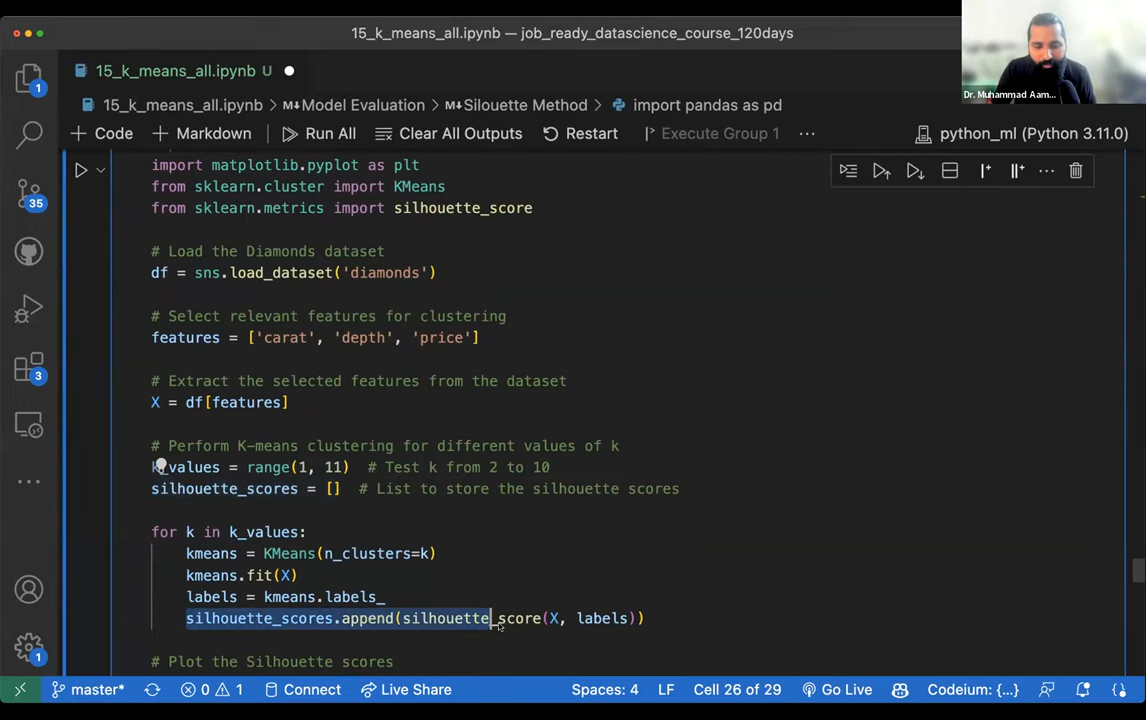 15_k_means_all.ipynb — job_ready_datascience_course_120days
Dr. Muhammad Aam...
15_k_means_all.ipynb U
15_k_means_all.ipynb > M↓Model Evaluation > M↓Silouette Method > import pandas as pd
+ Code + Markdown Run All Clear All Outputs Restart Execute Group 1 ... python_ml (Python 3.11.0)
import matplotlib.pyplot as plt
from sklearn.cluster import KMeans
from sklearn.metrics import silhouette_score
# Load the Diamonds dataset
df = sns.load_dataset('diamonds')
# Select relevant features for clustering
features = ['carat', 'depth', 'price']
# Extract the selected features from the dataset
X = df[features]
# Perform K-means clustering for different values of k
k_values = range(1, 11) # Test k from 2 to 10
silhouette_scores = [] # List to store the silhouette scores
for k in k_values:
kmeans = KMeans(n_clusters=k)
kmeans.fit(X)
labels = kmeans.labels_
silhouette_scores.append(silhouette_score(X, labels))
# Plot the Silhouette scores
1
35
3
1
master* 0 1 Connect Live Share Spaces: 4 LF Cell 26 of 29 Go Live Codeium: {...}